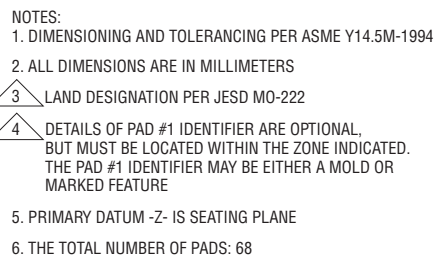 NOTES:
1. DIMENSIONING AND TOLERANCING PER ASME Y14.5M-1994
2. ALL DIMENSIONS ARE IN MILLIMETERS
3 LAND DESIGNATION PER JESD MO-222
4 DETAILS OF PAD #1 IDENTIFIER ARE OPTIONAL,
BUT MUST BE LOCATED WITHIN THE ZONE INDICATED.
THE PAD #1 IDENTIFIER MAY BE EITHER A MOLD OR
MARKED FEATURE
5. PRIMARY DATUM -Z- IS SEATING PLANE
6. THE TOTAL NUMBER OF PADS: 68